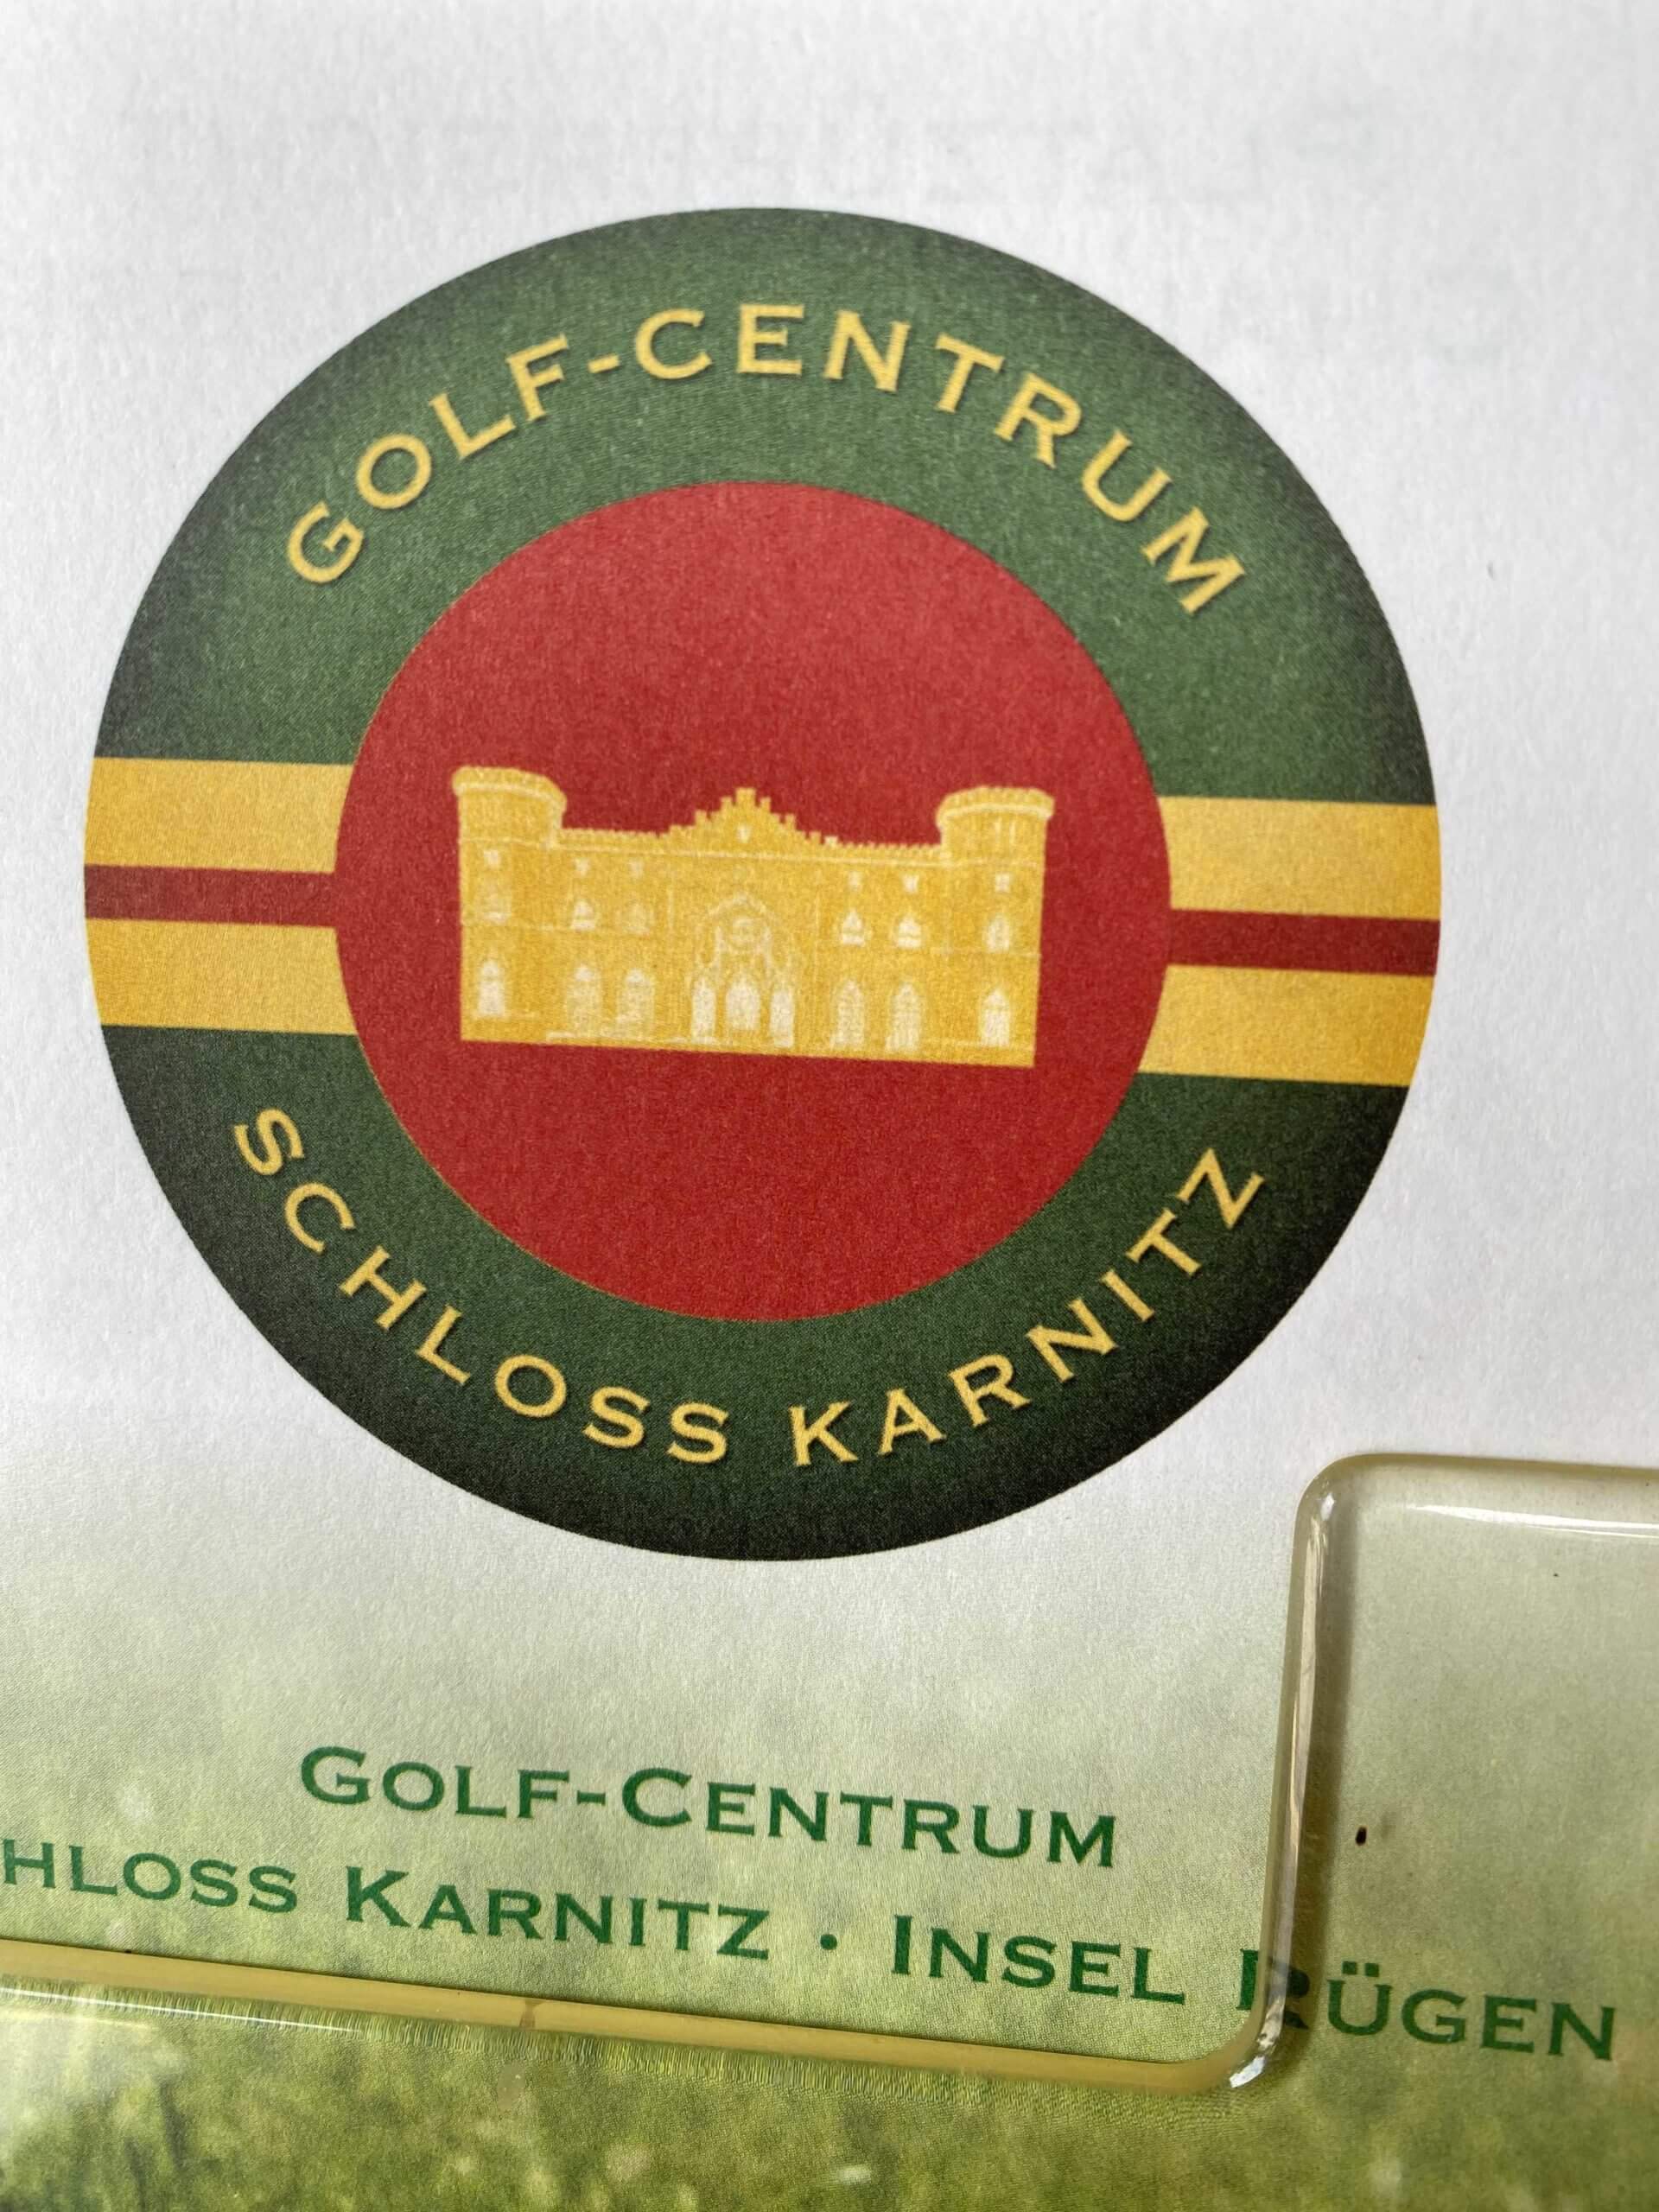 GOLF-CENTRUM
SCHLOSS KARNITZ
GOLF-CENTRUM
HLOSS KARNITZ · INSEL RÜGEN